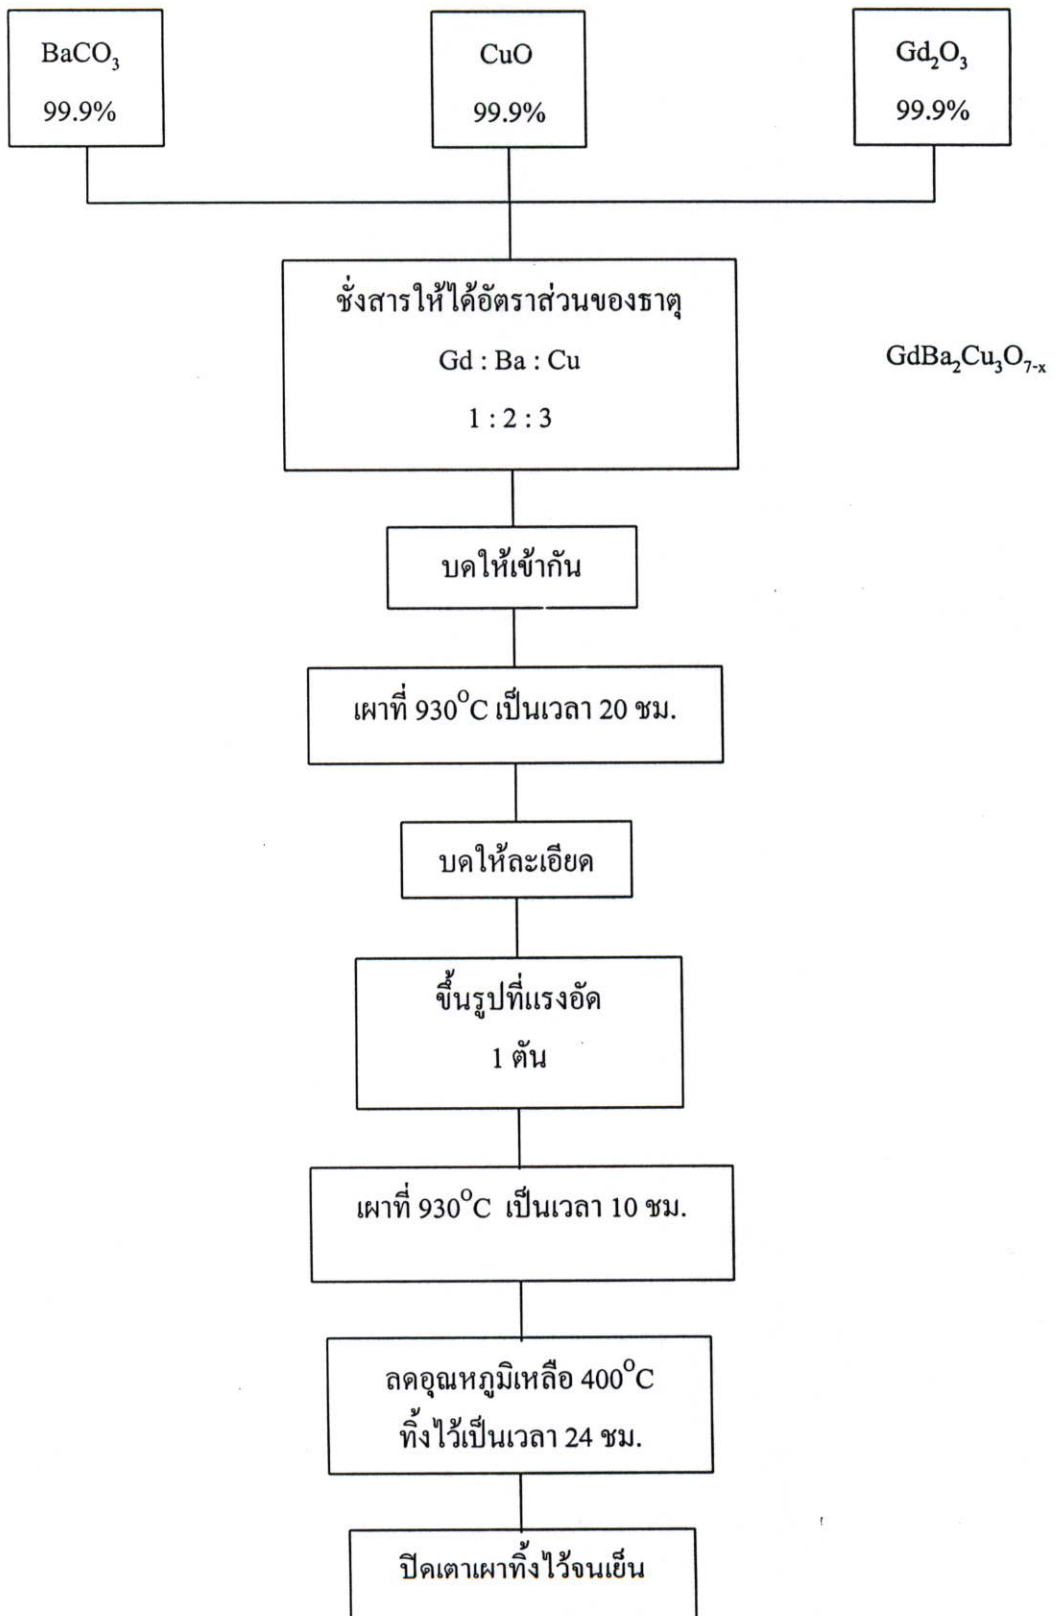 BaCO₃
99.9%
CuO
99.9%
Gd₂O₃
99.9%
ชั่งสารให้ได้อัตราส่วนของธาตุ
Gd : Ba : Cu
1 : 2 : 3
GdBa₂Cu₃O₇₋ₓ
บดให้เข้ากัน
เผาที่ 930°C เป็นเวลา 20 ชม.
บดให้ละเอียด
ขึ้นรูปที่แรงอัด
1 ตัน
เผาที่ 930°C เป็นเวลา 10 ชม.
ลดอุณหภูมิเหลือ 400°C
ทิ้งไว้เป็นเวลา 24 ชม.
ปิดเตาเผาทิ้งไว้จนเย็น